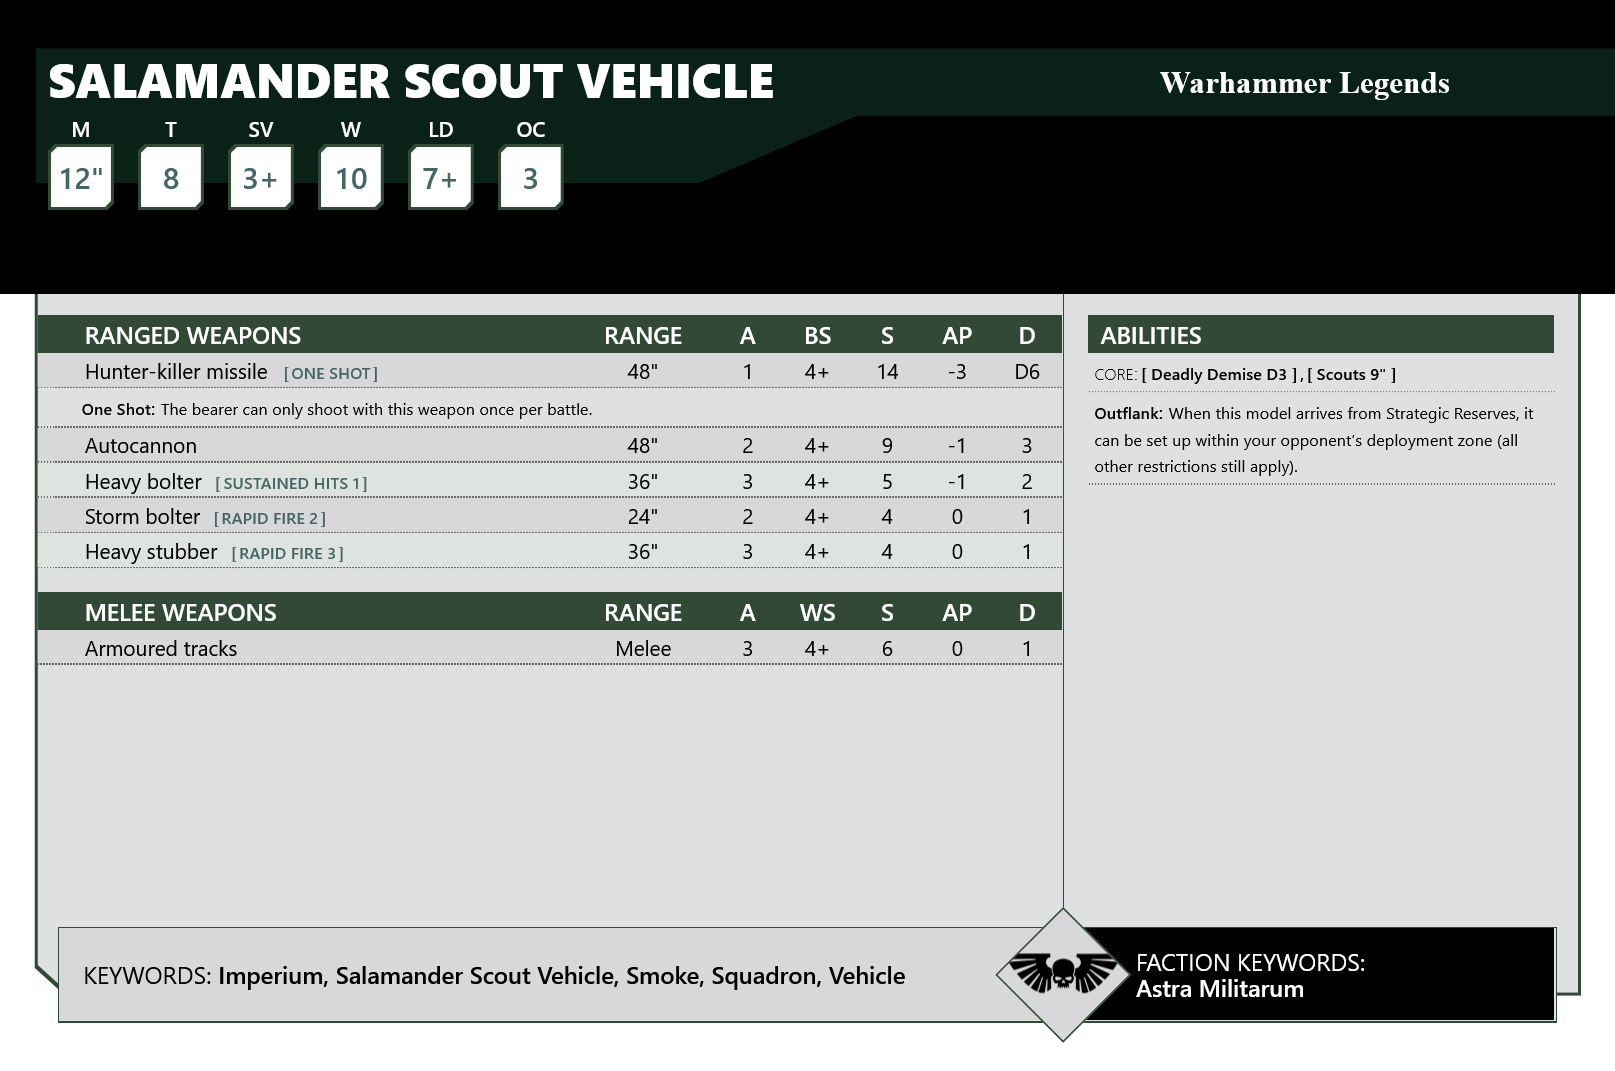 SALAMANDER SCOUT VEHICLE
Warhammer Legends
M T SV W LD OC
12" 8 3+ 10 7+ 3
RANGED WEAPONS RANGE A BS S AP D
Hunter-killer missile [ONE SHOT] 48" 1 4+ 14 -3 D6
One Shot: The bearer can only shoot with this weapon once per battle.
Autocannon 48" 2 4+ 9 -1 3
Heavy bolter [SUSTAINED HITS 1] 36" 3 4+ 5 -1 2
Storm bolter [RAPID FIRE 2] 24" 2 4+ 4 0 1
Heavy stubber [RAPID FIRE 3] 36" 3 4+ 4 0 1
MELEE WEAPONS RANGE A WS S AP D
Armoured tracks Melee 3 4+ 6 0 1
ABILITIES
CORE: [ Deadly Demise D3 ] , [ Scouts 9" ]
Outflank: When this model arrives from Strategic Reserves, it
can be set up within your opponent’s deployment zone (all
other restrictions still apply).
KEYWORDS: Imperium, Salamander Scout Vehicle, Smoke, Squadron, Vehicle
FACTION KEYWORDS:
Astra Militarum